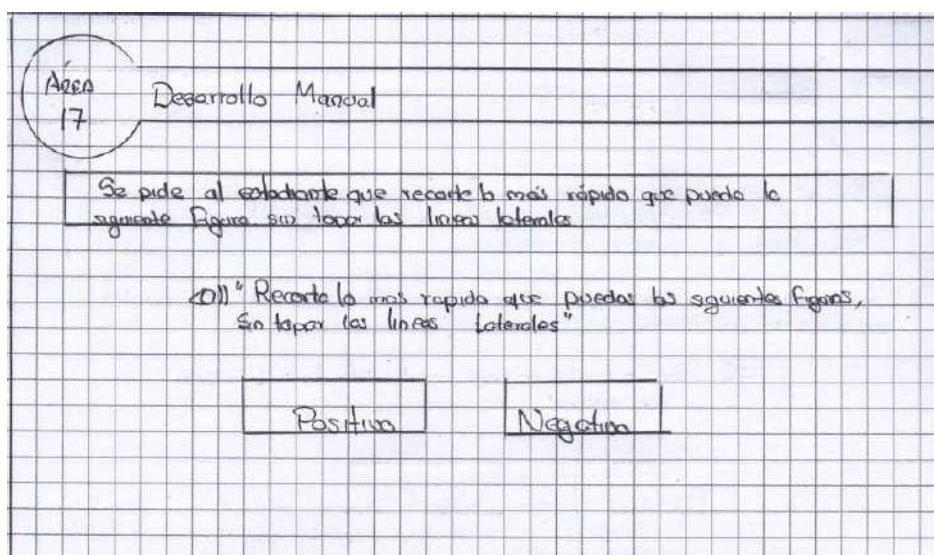 Área
17
Desarrollo Manual
Se pide al estudiante que recorte lo más rápido que pueda la
siguiente figura sin topar las líneas laterales
"Recorta lo mas rapido que puedas las siguientes figuras,
Sin topar las lineas laterales"
Positivo Negativo